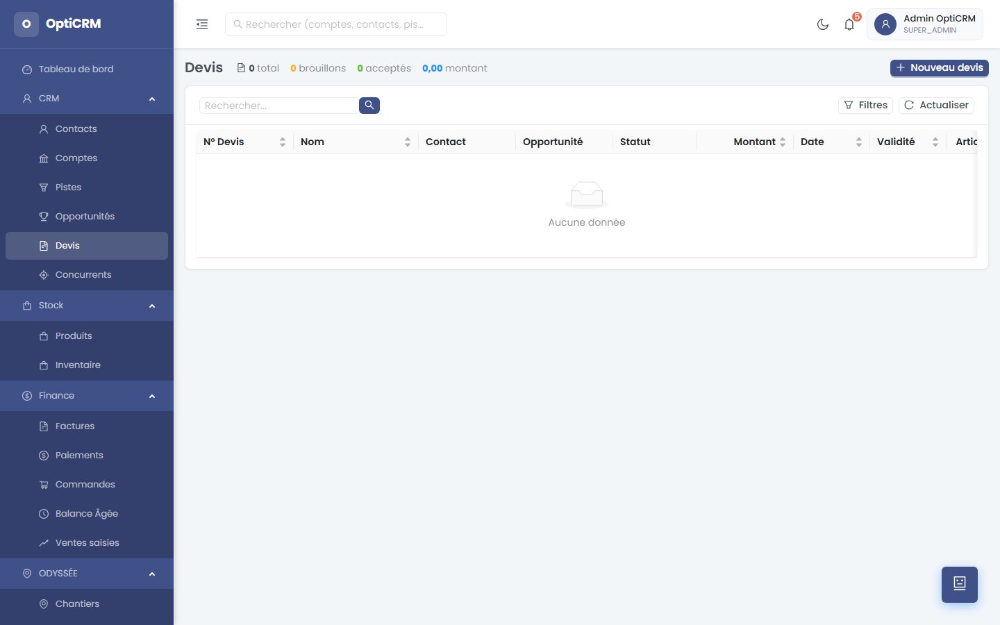 O OptiCRM
Rechercher (comptes, contacts, pis...
5
Admin OptiCRM
SUPER_ADMIN
Tableau de bord
CRM
Contacts
Comptes
Pistes
Opportunités
Devis
Concurrents
Stock
Produits
Inventaire
Finance
Factures
Paiements
Commandes
Balance Âgée
Ventes saisies
ODYSSÉE
Chantiers
Devis 0 total 0 brouillons 0 acceptés 0,00 montant
Nouveau devis
Rechercher...
Filtres Actualiser
N° Devis Nom Contact Opportunité Statut Montant Date Validité Artic
Aucune donnée